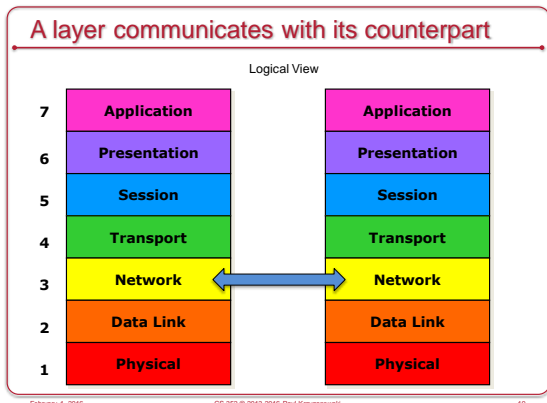 A layer communicates with its counterpart
Logical View
7 Application Application
6 Presentation Presentation
5 Session Session
4 Transport Transport
3 Network Network
2 Data Link Data Link
1 Physical Physical